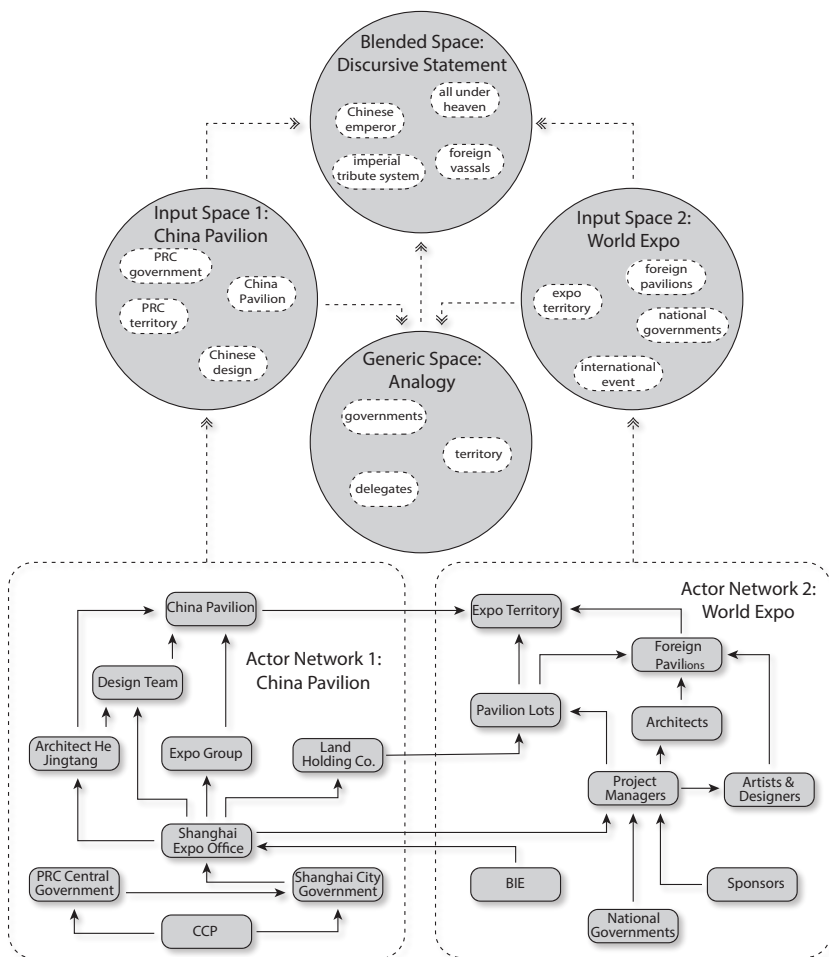 Blended Space:
Discursive Statement
all under
heaven
Chinese
emperor
imperial
tribute system
foreign
vassals
Input Space 1:
China Pavilion
PRC
government
China
Pavilion
PRC
territory
Chinese
design
Input Space 2:
World Expo
foreign
pavilions
expo
territory
national
governments
international
event
Generic Space:
Analogy
governments
territory
delegates
China Pavilion
Actor Network 1:
China Pavilion
Design Team
Architect He
Jingtang
Expo Group
Land
Holding Co.
Shanghai
Expo Office
PRC Central
Government
Shanghai City
Government
CCP
Actor Network 2:
World Expo
Expo Territory
Foreign
Pavilions
Pavilion Lots
Architects
Project
Managers
Artists &
Designers
BIE
Sponsors
National
Governments